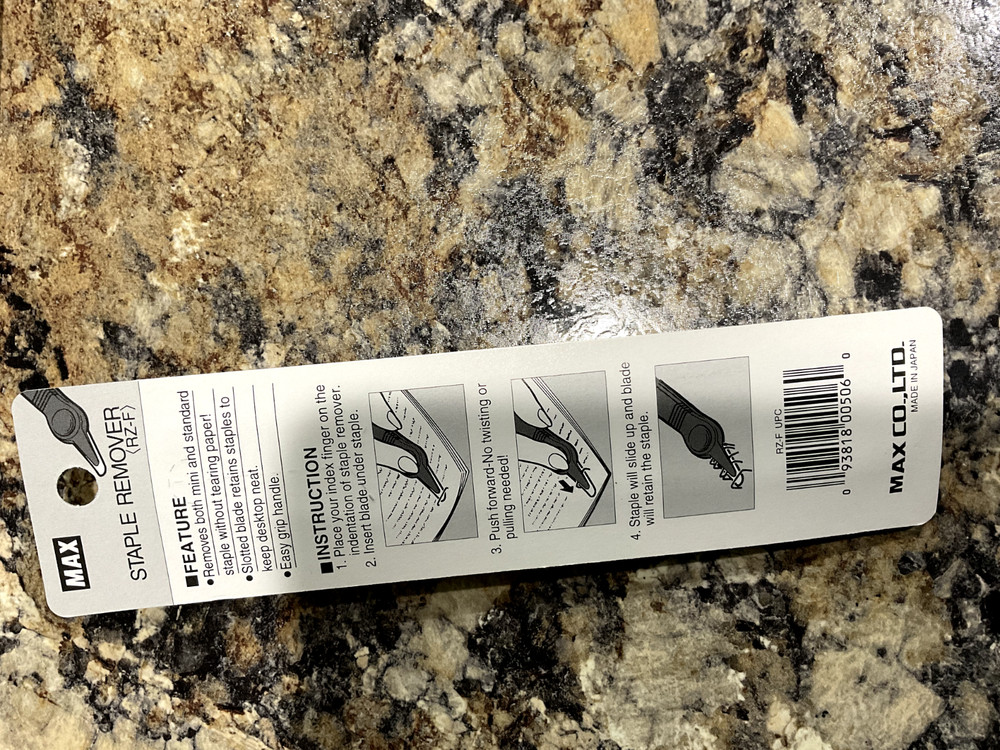 MAX
STAPLE REMOVER
〈RZ-F〉
■FEATURE
•Removes both mini and standard
staple without tearing paper!
•Slotted blade retains staples to
keep desktop neat.
•Easy grip handle.
■INSTRUCTION
1. Place your index finger on the
indentation of staple remover.
2. Insert blade under staple.
3. Push forward-No twisting or
pulling needed!
4. Staple will slide up and blade
will retain the staple.
RZ-F UPC
0 93818 00506 0
MAX CO.,LTD.
MADE IN JAPAN